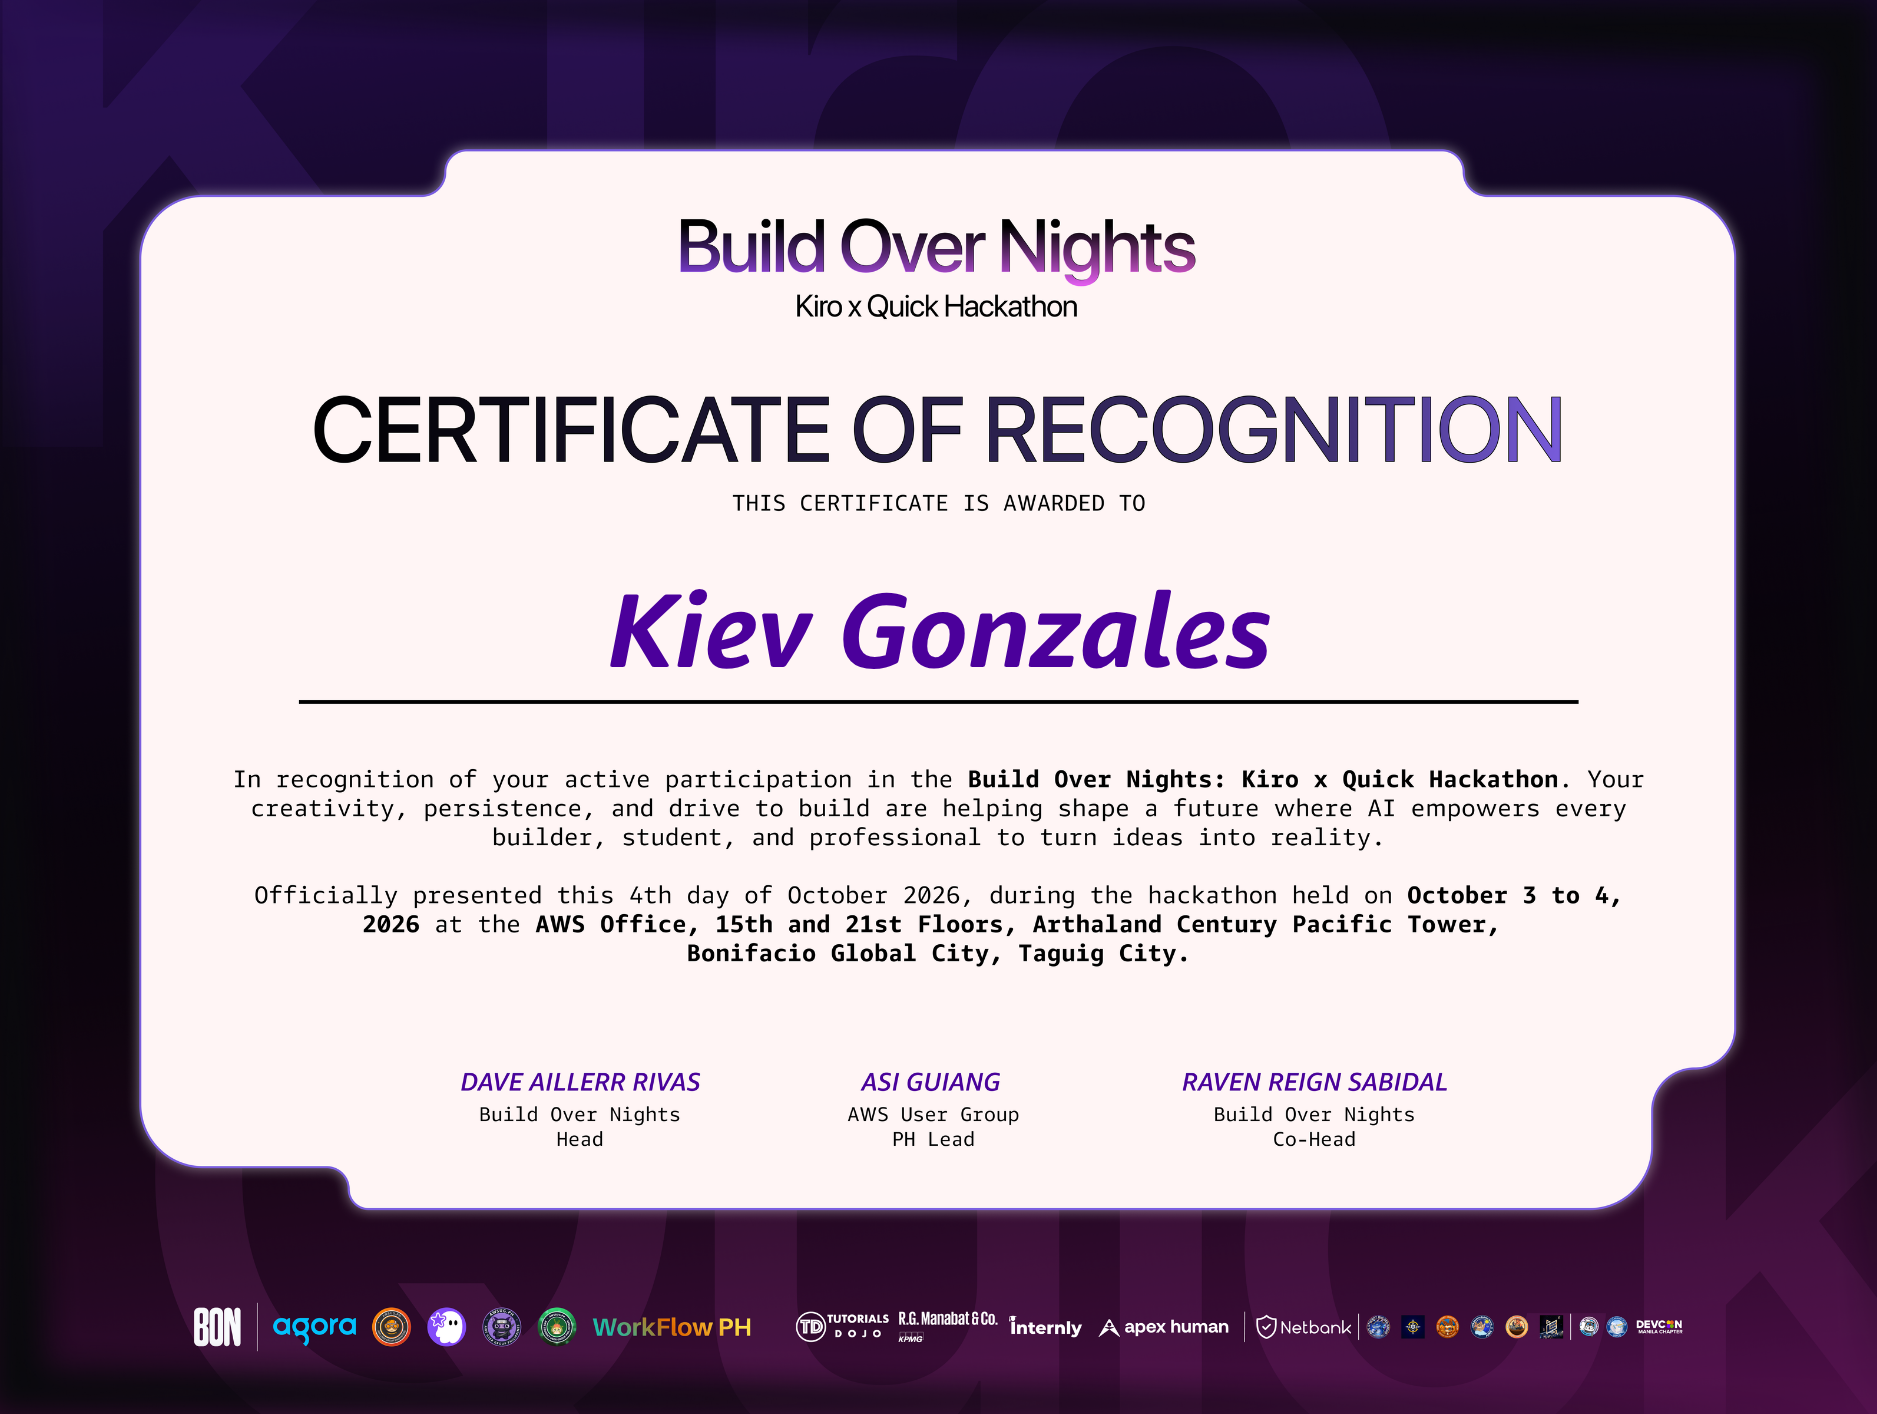 Build Over Nights
Kiro x Quick Hackathon
CERTIFICATE OF RECOGNITION
THIS CERTIFICATE IS AWARDED TO
Kiev Gonzales
In recognition of your active participation in the Build Over Nights: Kiro x Quick Hackathon. Your
creativity, persistence, and drive to build are helping shape a future where AI empowers every
builder, student, and professional to turn ideas into reality.
Officially presented this 4th day of October 2026, during the hackathon held on October 3 to 4,
2026 at the AWS Office, 15th and 21st Floors, Arthaland Century Pacific Tower,
Bonifacio Global City, Taguig City.
DAVE AILLERR RIVAS
Build Over Nights
Head
ASI GUIANG
AWS User Group
PH Lead
RAVEN REIGN SABIDAL
Build Over Nights
Co-Head
BON agora WorkFlow PH TD TUTORIALS DOJO R.G. Manabat & Co. KPMG internly apex human Netbank DEVCON MANILA CHAPTER
Kiro
Quick